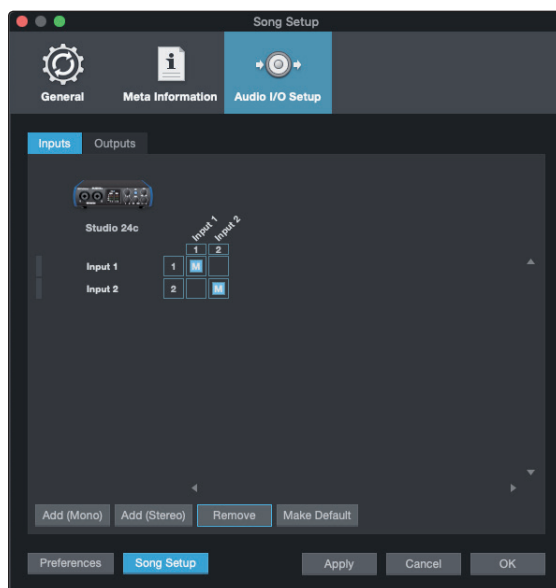 Song Setup
General Meta Information Audio I/O Setup
Inputs Outputs
Studio 24c
Input 1 Input 2
1 2
Input 1 1 M
Input 2 2 M
Add (Mono) Add (Stereo) Remove Make Default
Preferences Song Setup Apply Cancel OK